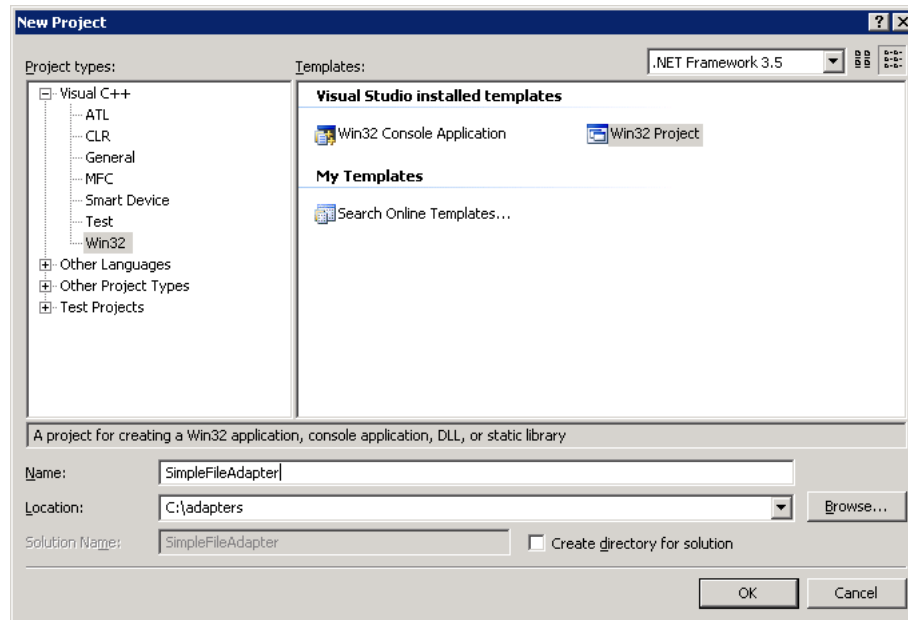 New Project
Project types:
Templates:
.NET Framework 3.5
Visual C++
ATL
CLR
General
MFC
Smart Device
Test
Win32
Other Languages
Other Project Types
Test Projects
Visual Studio installed templates
Win32 Console Application
Win32 Project
My Templates
Search Online Templates...
A project for creating a Win32 application, console application, DLL, or static library
Name:
SimpleFileAdapter
Location:
C:\adapters
Browse...
Solution Name:
SimpleFileAdapter
Create directory for solution
OK
Cancel